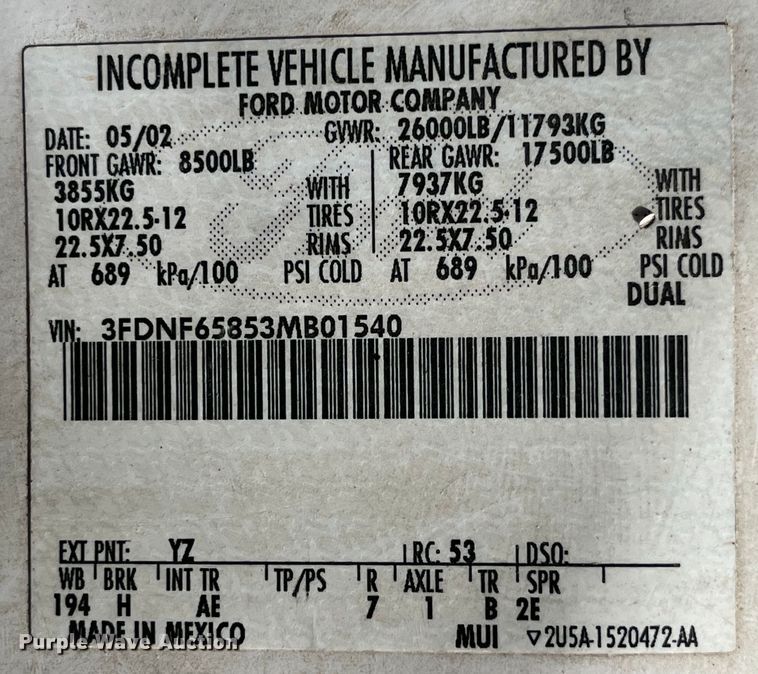 INCOMPLETE VEHICLE MANUFACTURED BY
FORD MOTOR COMPANY
DATE: 05/02 GVWR: 26000LB/11793KG
FRONT GAWR: 8500LB REAR GAWR: 17500LB
3855KG WITH 7937KG WITH
10RX22.5-12 TIRES 10RX22.5-12 TIRES
22.5X7.50 RIMS 22.5X7.50 RIMS
AT 689 kPa/100 PSI COLD AT 689 kPa/100 PSI COLD
DUAL
VIN: 3FDNF65853MB01540
EXT PNT: YZ RC: 53 DSO:
WB BRK INT TR TP/PS R AXLE TR SPR
194 H AE 7 1 B 2E
MADE IN MEXICO MUI ▽2U5A-1520472-AA
Purple Wave Auction